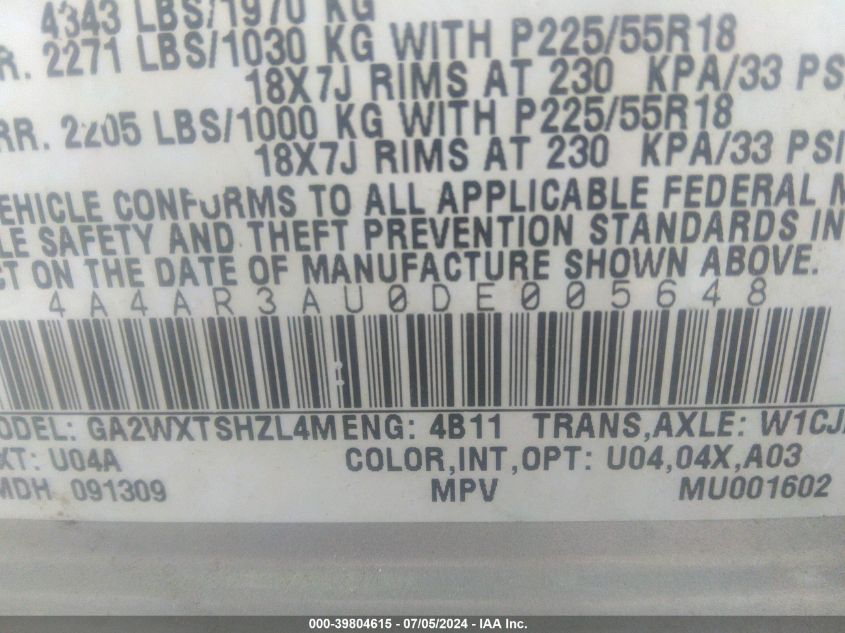 4343 LBS/1970 KG
R. 2271 LBS/1030 KG WITH P225/55R18
18X7J RIMS AT 230 KPA/33 PSI
RR. 2205 LBS/1000 KG WITH P225/55R18
18X7J RIMS AT 230 KPA/33 PSI
EHICLE CONFORMS TO ALL APPLICABLE FEDERAL M
LE SAFETY AND THEFT PREVENTION STANDARDS IN
CT ON THE DATE OF MANUFACTURE SHOWN ABOVE.
4A4AR3AU0DE005648
ODEL: GA2WXTSHZL4M ENG: 4B11 TRANS,AXLE: W1CJ
XT: U04A COLOR,INT,OPT: U04,04X,A03
MDH 091309 MPV MU001602
000-39804615 - 07/05/2024 - IAA Inc.